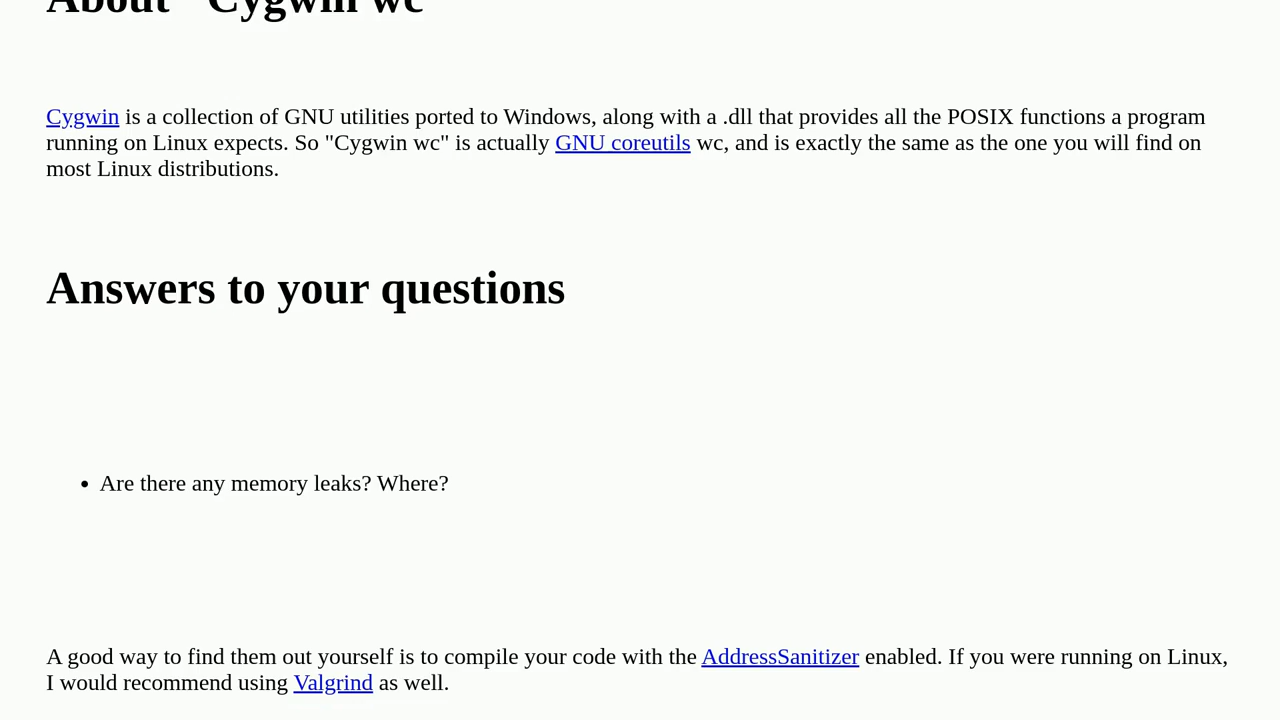 About "Cygwin wc"
Cygwin is a collection of GNU utilities ported to Windows, along with a .dll that provides all the POSIX functions a program
running on Linux expects. So "Cygwin wc" is actually GNU coreutils wc, and is exactly the same as the one you will find on
most Linux distributions.
Answers to your questions
• Are there any memory leaks? Where?
A good way to find them out yourself is to compile your code with the AddressSanitizer enabled. If you were running on Linux,
I would recommend using Valgrind as well.